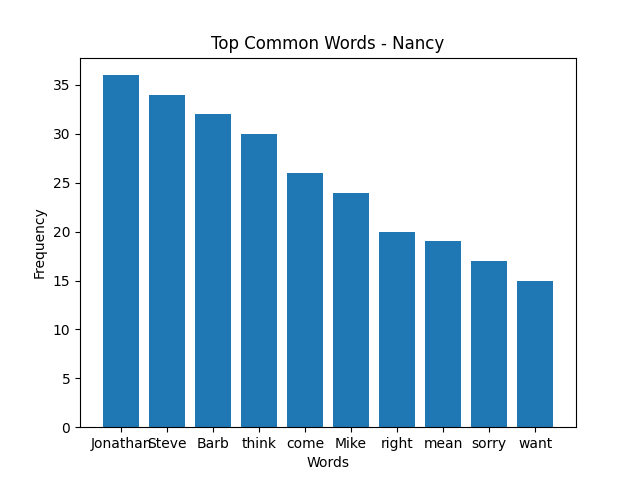 Top Common Words - Nancy
Frequency
35
30
25
20
15
10
5
0
Jonathan Steve Barb think come Mike right mean sorry want
Words